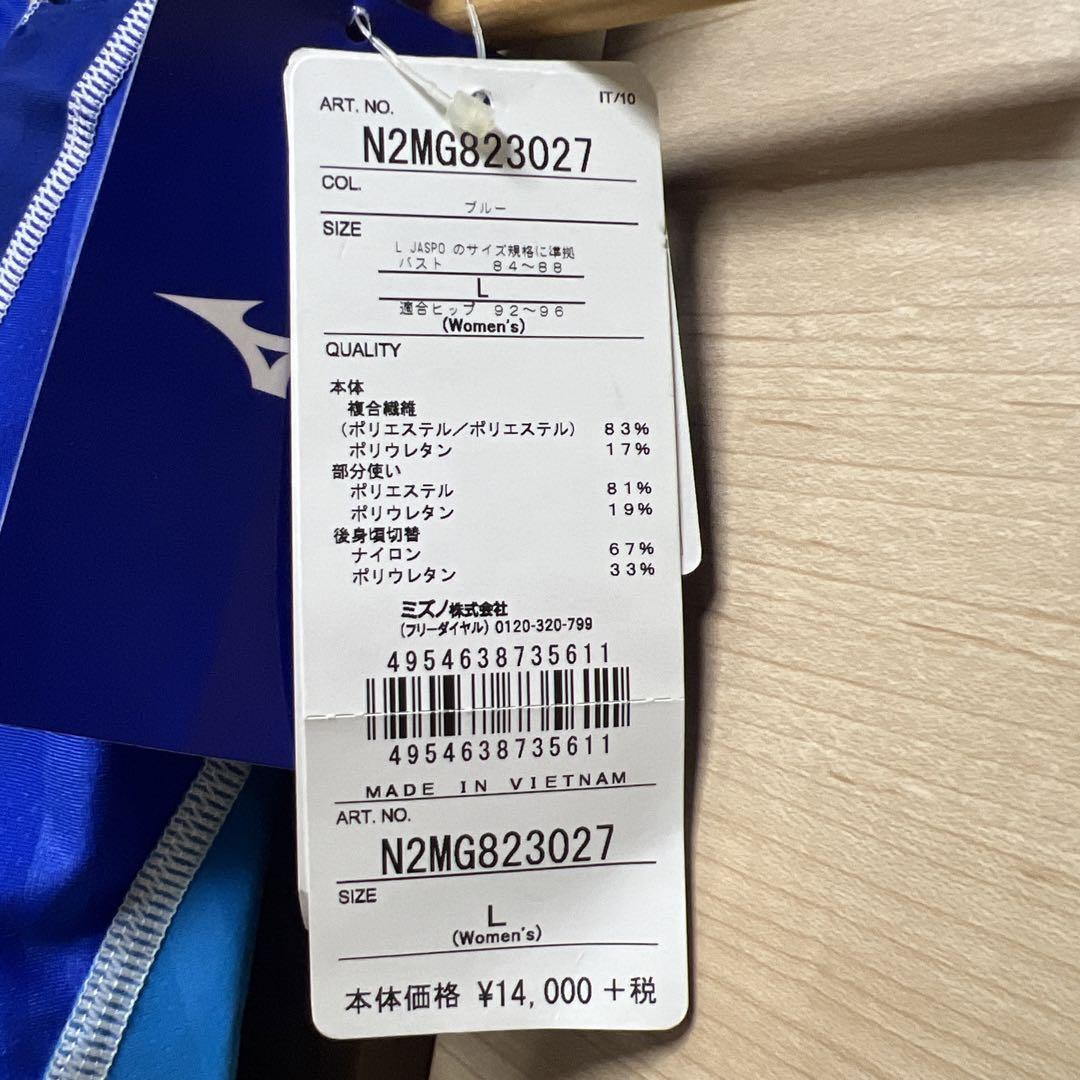 ART. NO.
IT/10
N2MG823027
COL.
ブルー
SIZE
L JASPO のサイズ規格に準拠
バスト 84～88
L
適合ヒップ 92～96
(Women's)
QUALITY
本体
複合繊維
(ポリエステル/ポリエステル) 83%
ポリウレタン 17%
部分使い
ポリエステル 81%
ポリウレタン 19%
後身頃切替
ナイロン 67%
ポリウレタン 33%
ミズノ株式会社
(フリーダイヤル) 0120-320-799
4954638735611
4954638735611
MADE IN VIETNAM
ART. NO.
N2MG823027
SIZE
L
(Women's)
本体価格 ¥14,000 +税